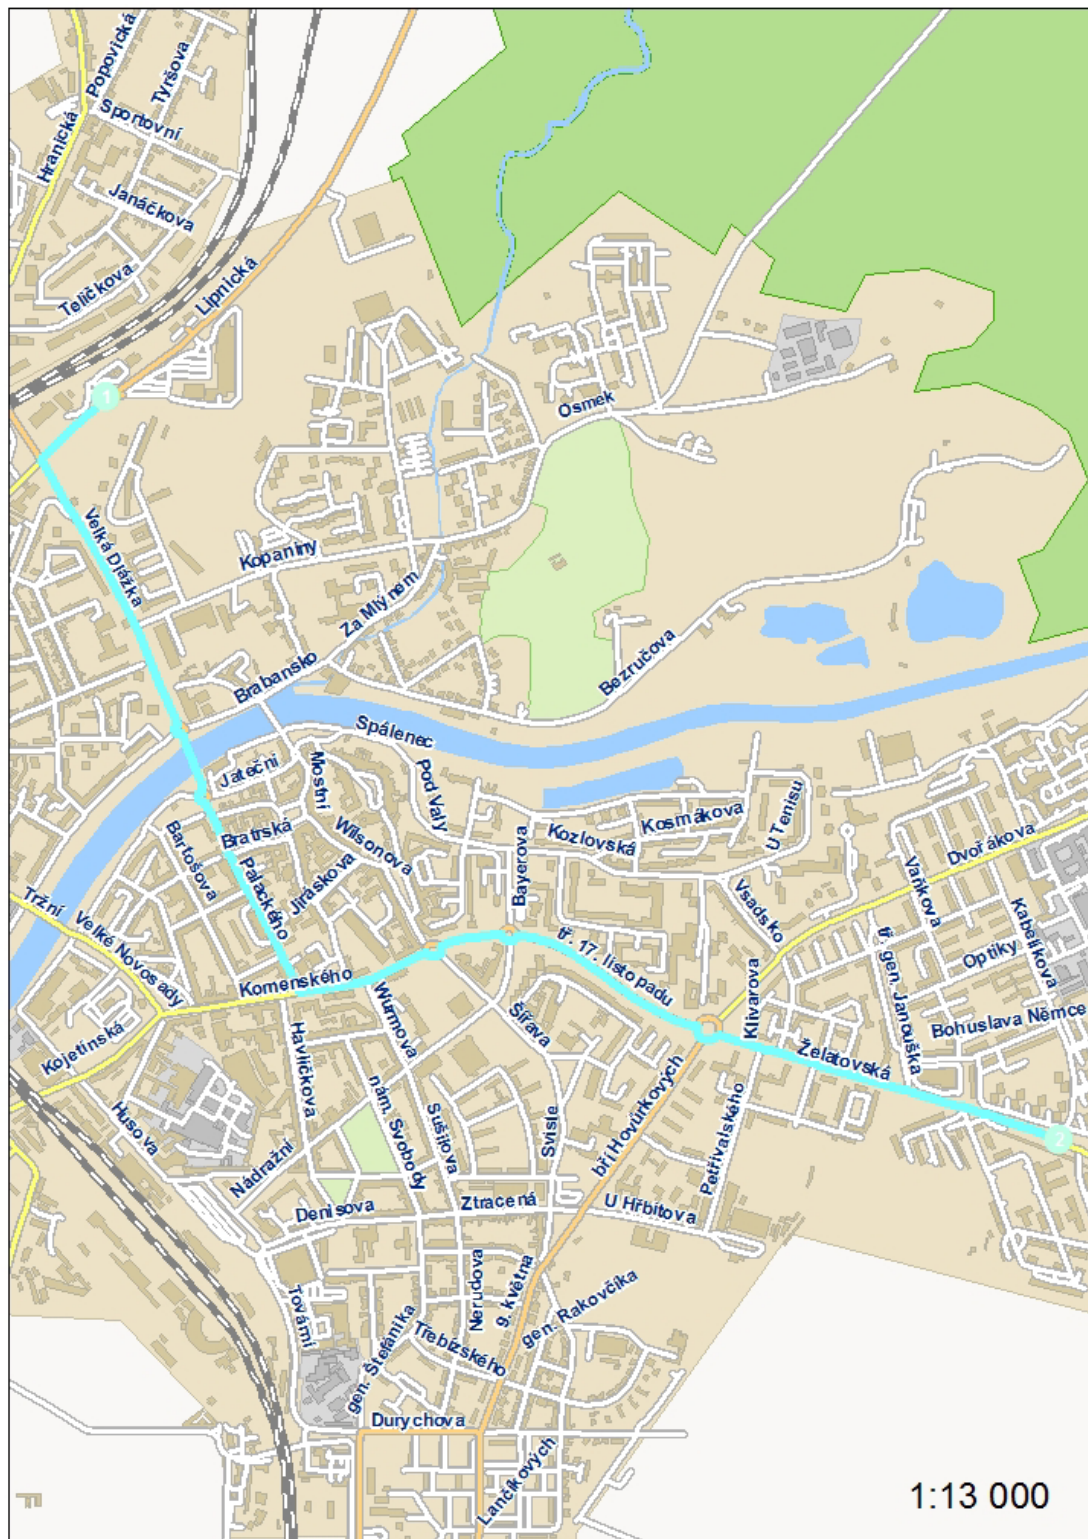 Popovická
Tyršova
Hranická
Sportovní
Janáčkova
Teličkova
Lipnická
1
Osmek
Velká Dlážka
Kopaniny
Za Mlýnem
Brabansko
Bezručova
Spálenec
Jateční
Mostní
Pod Valy
Kosmákova
U Tenisu
Bratrská
Wilsonova
Kozlovská
Bayerova
Dvořákova
Bartošova
Palackého
Jiráskova
Vsadsko
Vaňkova
Tržní
Velké Novosady
tř. 17. listopadu
tř. gen. Janouška
Kabelíkova
Optiky
Komenského
Wurmova
Šířava
Klivarova
Bohuslava Němce
Kojetínská
Havlíčkova
Želatovská
2
Husova
nám. Svobody
Sušilova
Svisle
bří Hovůrkových
Petřivalského
Nádražní
Denisova
Ztracená
U Hřbitova
Tovární
Nerudova
9. května
gen. Rakovčíka
gen. Štefánika
Třebízského
Durychova
Lančíkových
1:13 000